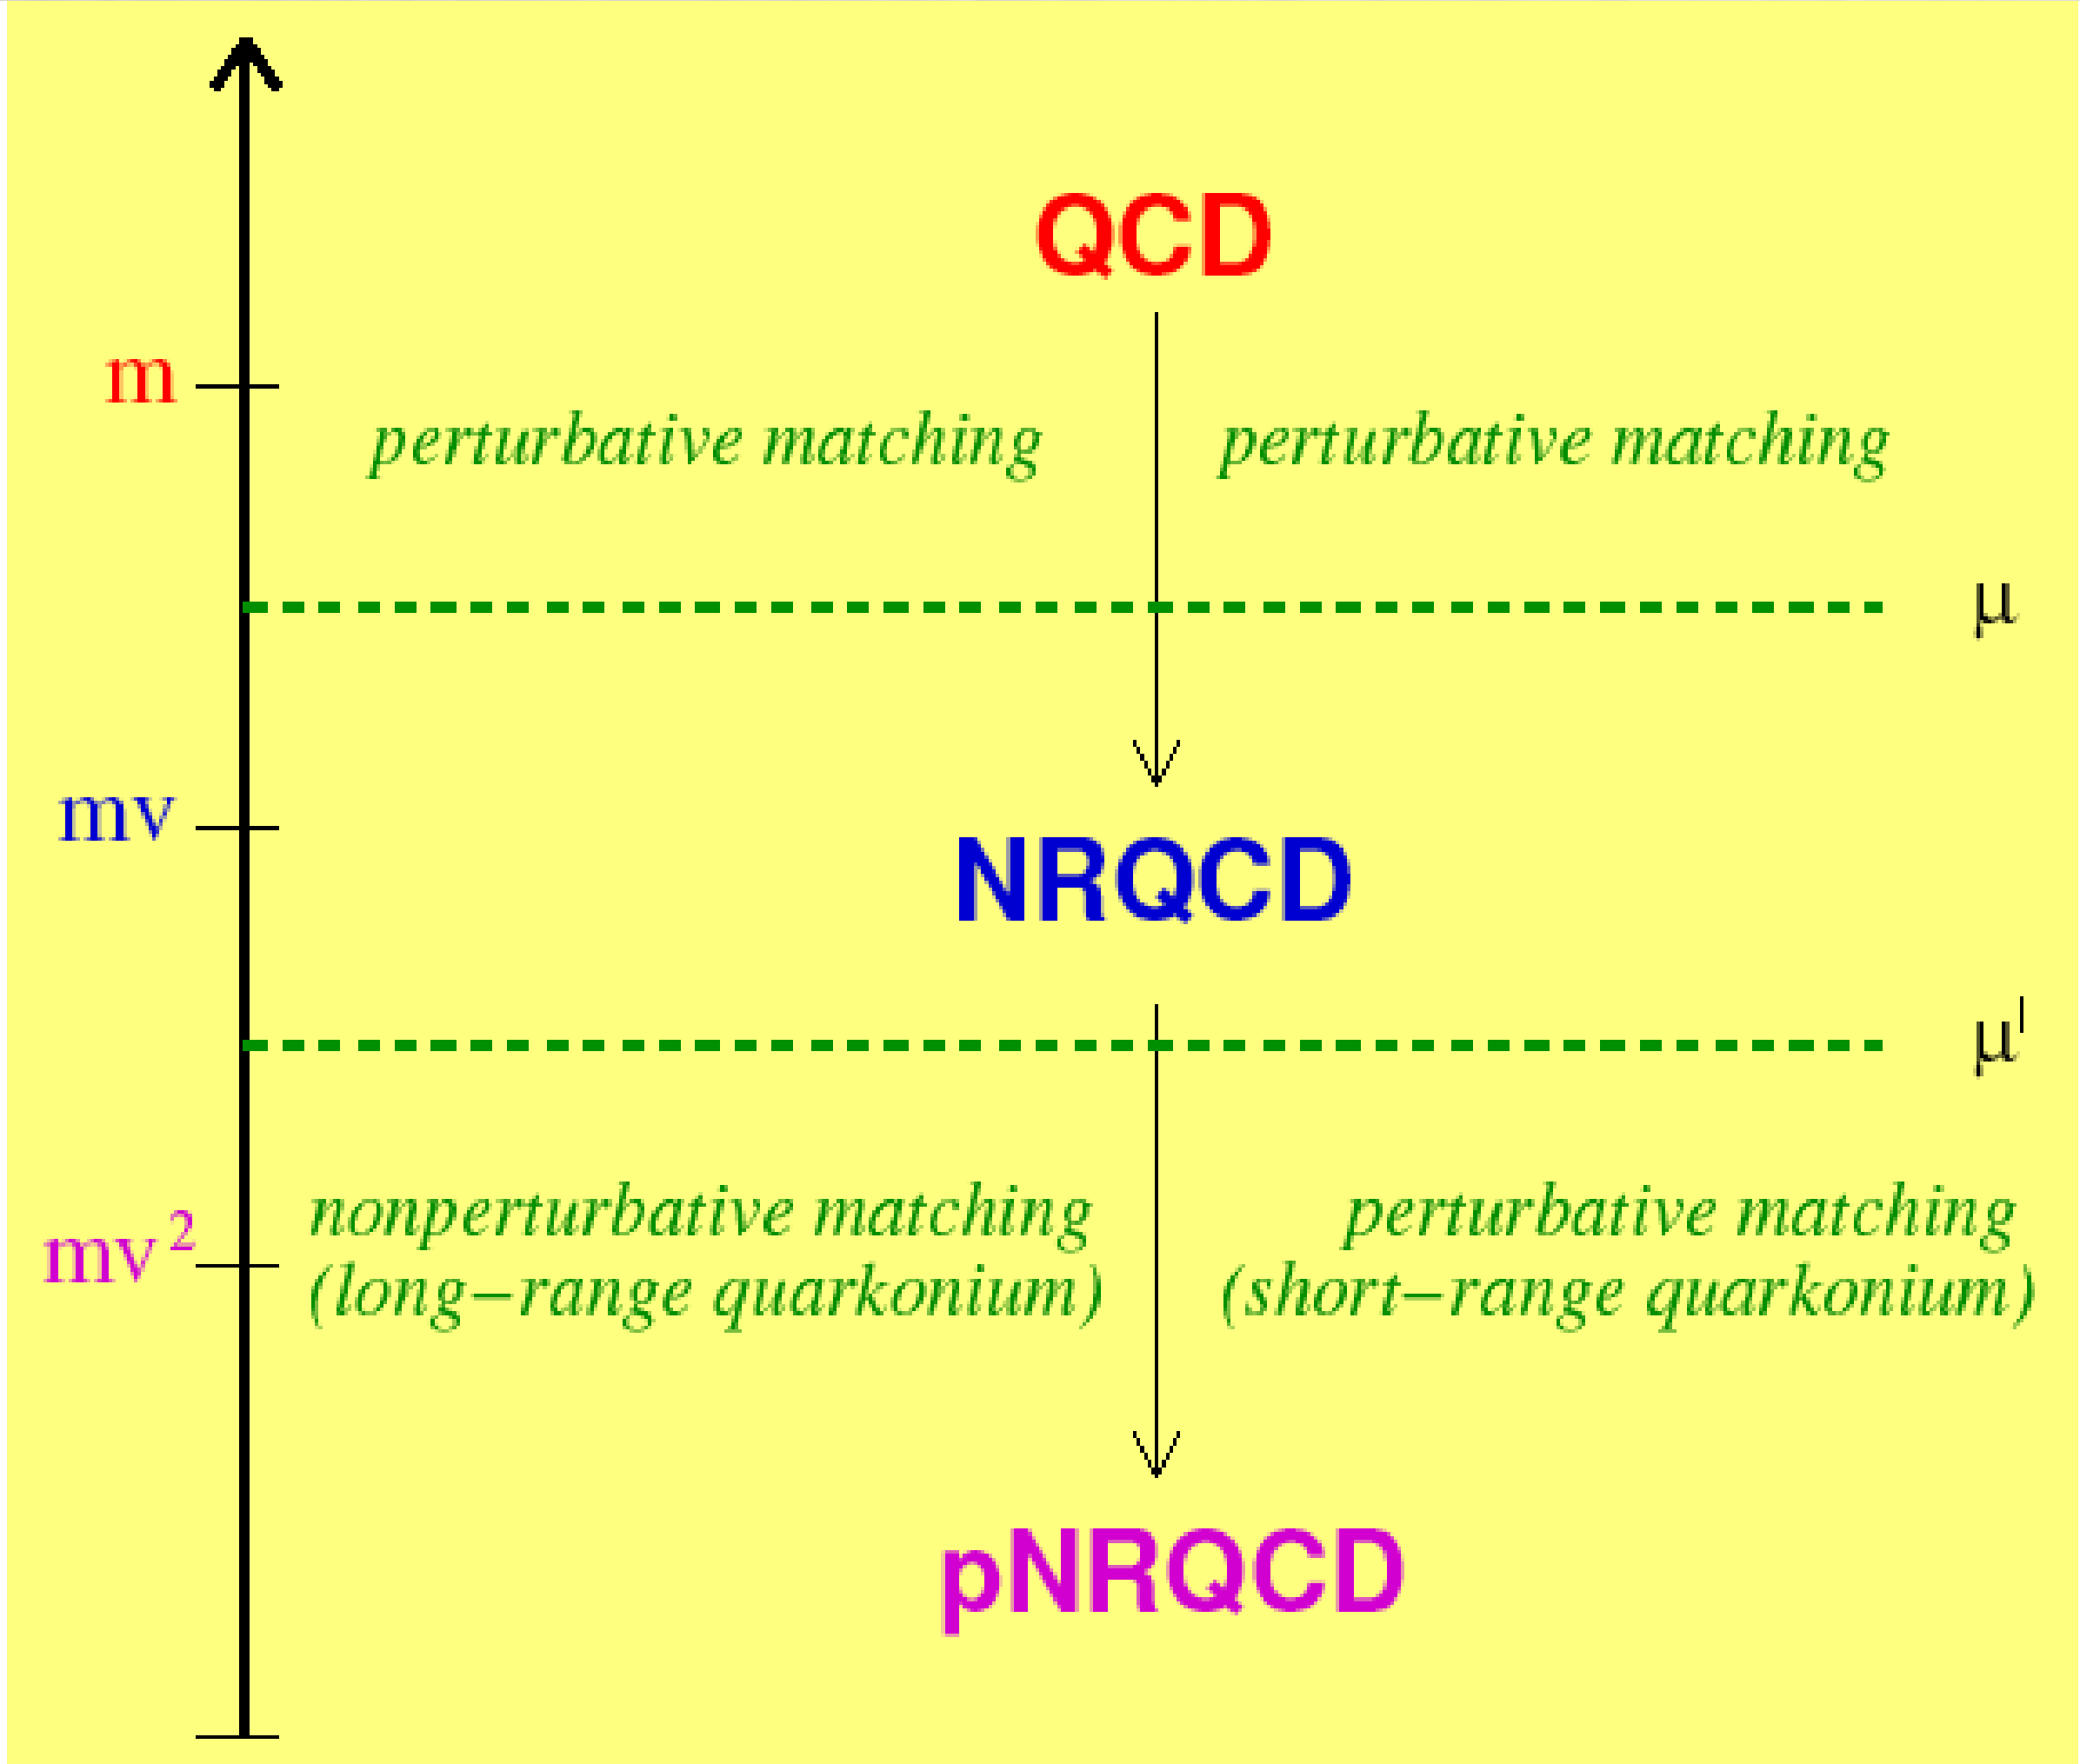 QCD
m
perturbative matching perturbative matching
μ
mv
NRQCD
μ'
nonperturbative matching perturbative matching
mv²
(long−range quarkonium) (short−range quarkonium)
pNRQCD